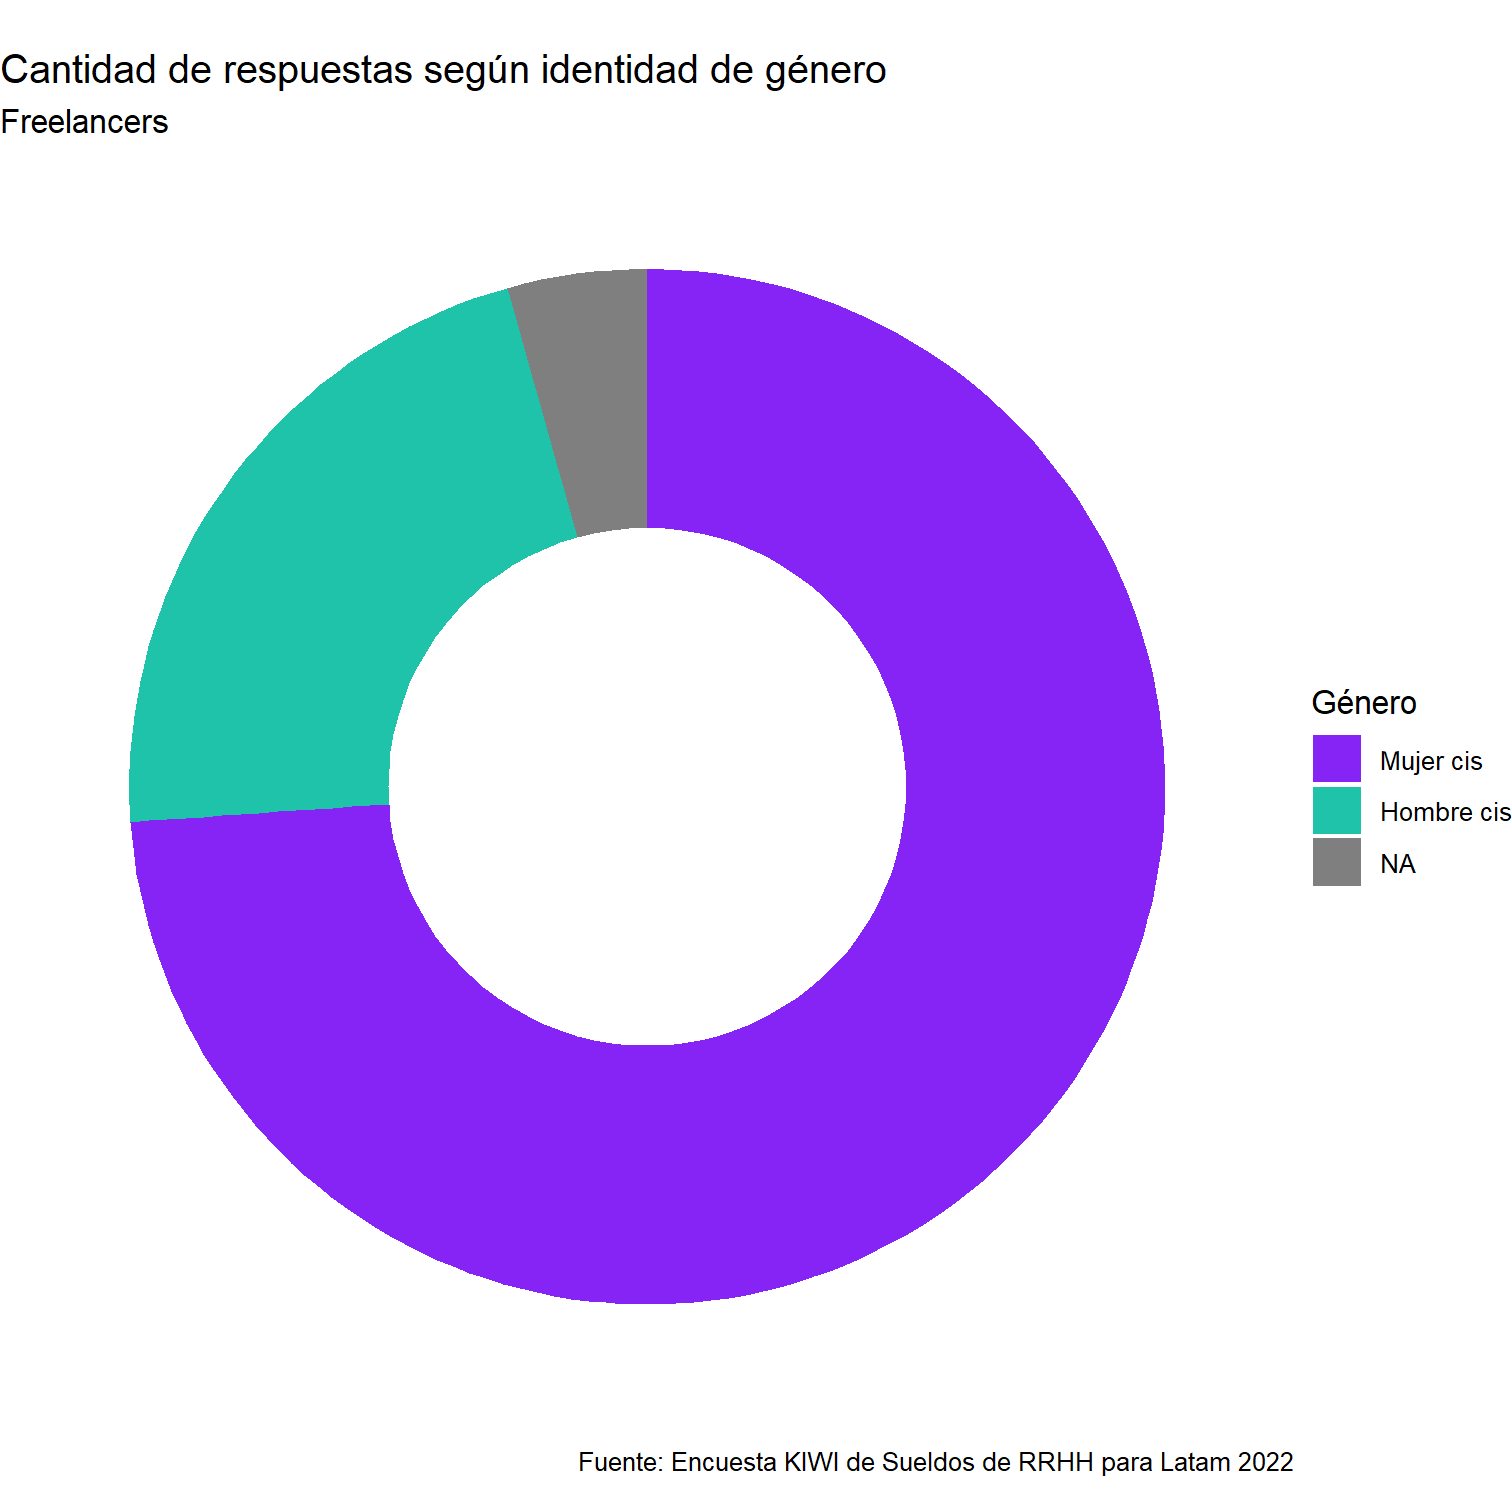 Cantidad de respuestas según identidad de género
Freelancers
Género
Mujer cis
Hombre cis
NA
Fuente: Encuesta KIWI de Sueldos de RRHH para Latam 2022